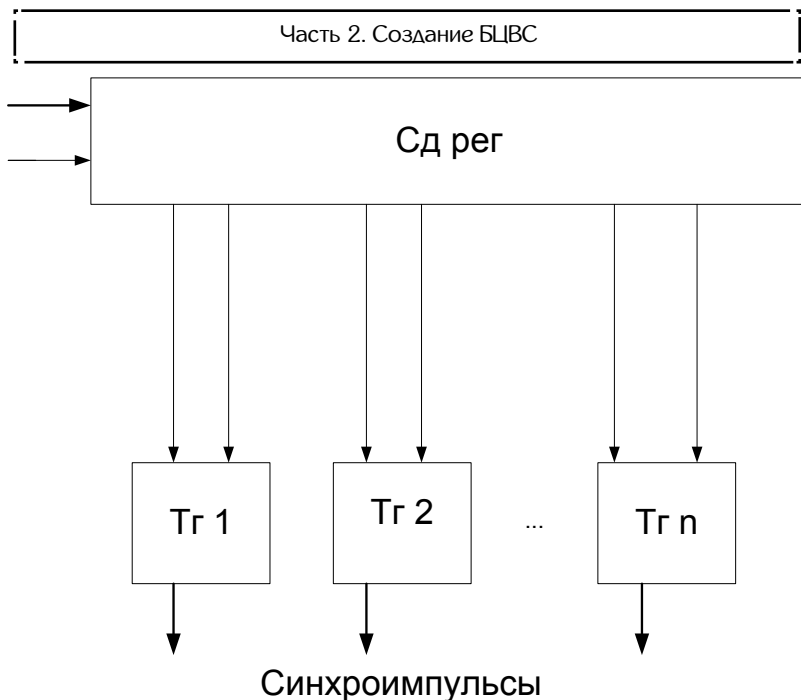 Часть 2. Создание БЦВС
Сд рег
Тг 1
Тг 2
...
Тг n
Синхроимпульсы